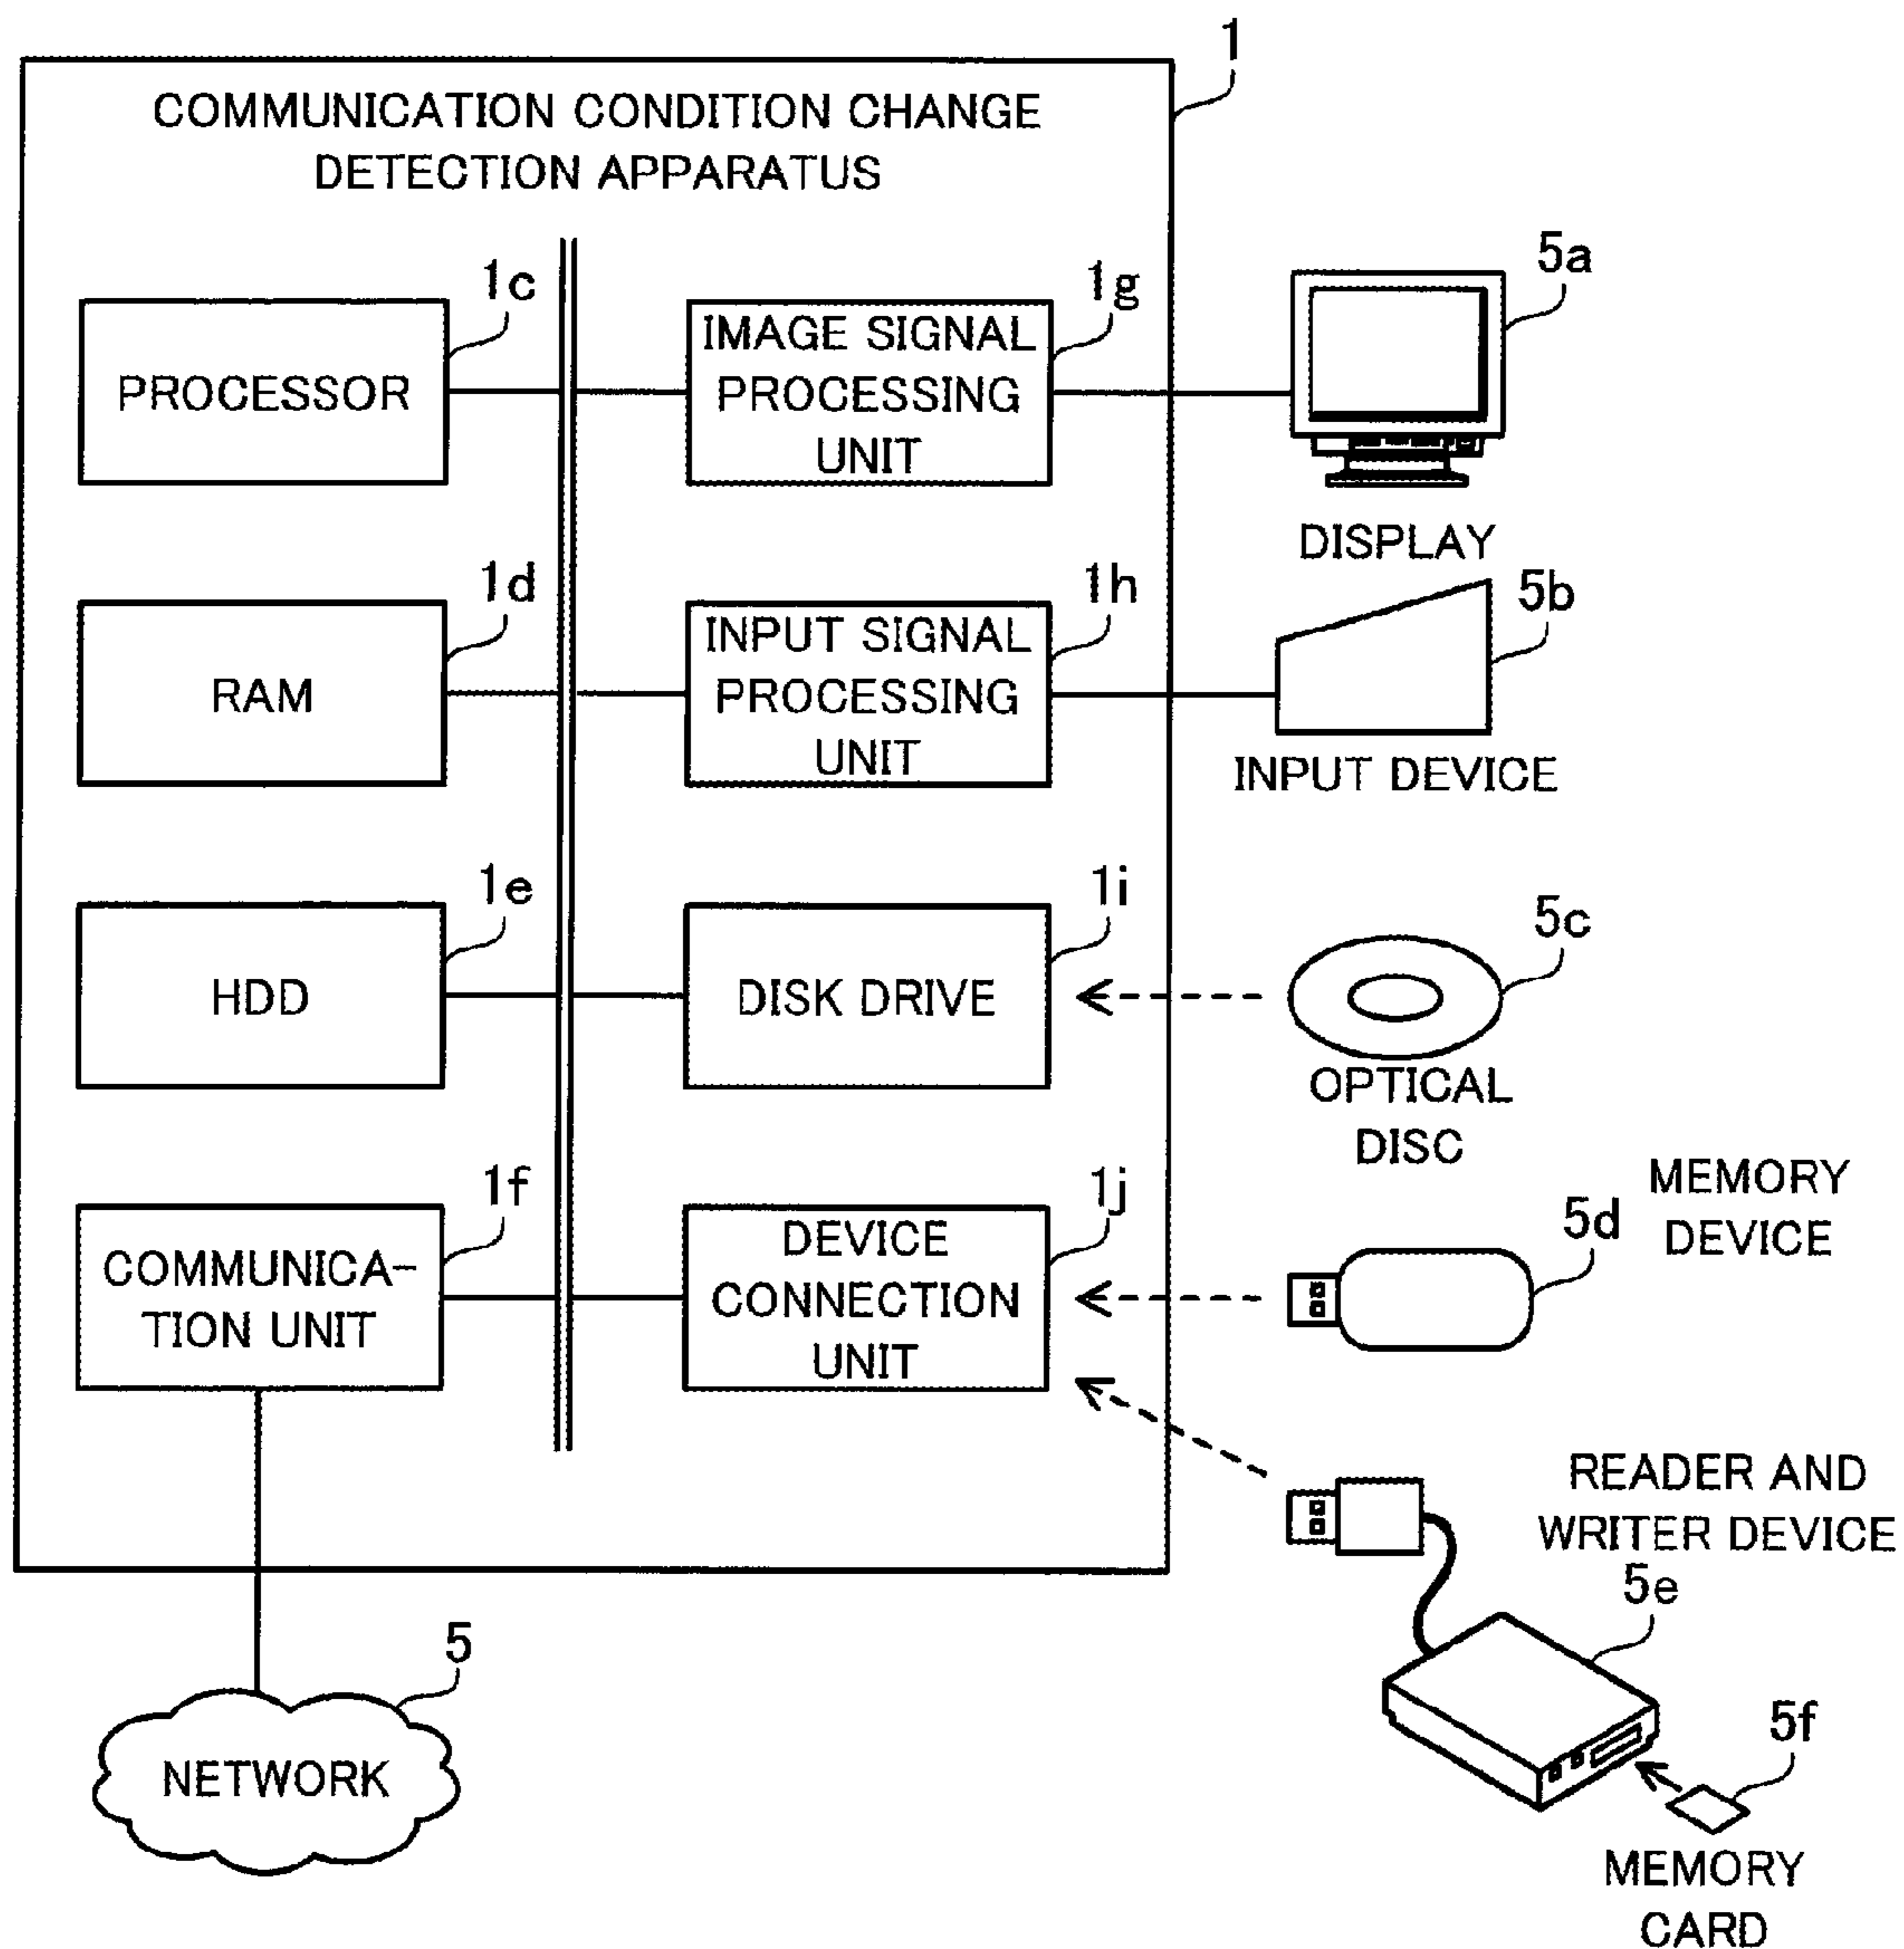 1
COMMUNICATION CONDITION CHANGE
DETECTION APPARATUS
1c
PROCESSOR
1g
IMAGE SIGNAL
PROCESSING
UNIT
5a
DISPLAY
1d
RAM
1h
INPUT SIGNAL
PROCESSING
UNIT
5b
INPUT DEVICE
1e
HDD
1i
DISK DRIVE
5c
OPTICAL
DISC
1f
COMMUNICA-
TION UNIT
1j
DEVICE
CONNECTION
UNIT
MEMORY
DEVICE
5d
READER AND
WRITER DEVICE
5e
5
NETWORK
5f
MEMORY
CARD